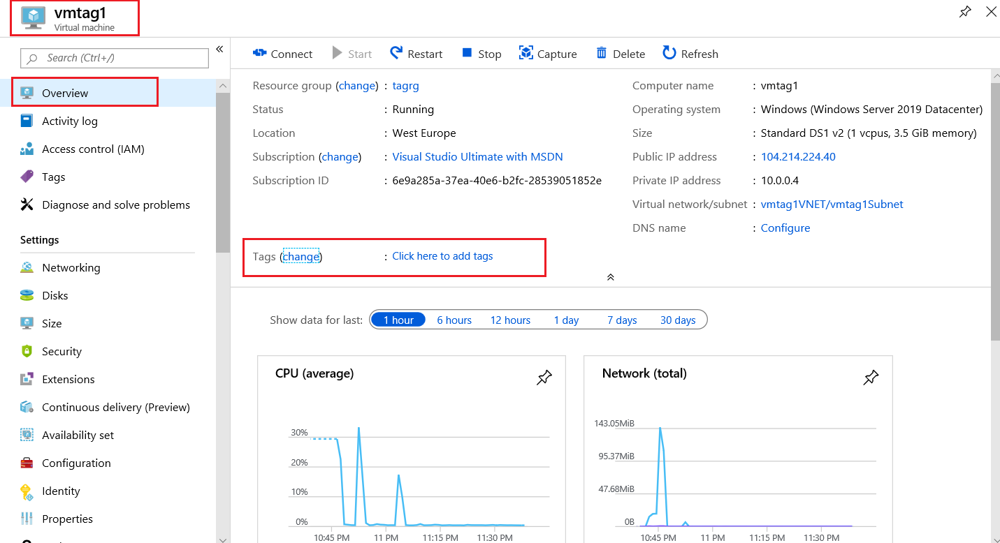 vmtag1
Virtual machine
Search (Ctrl+/)
«
Overview
Activity log
Access control (IAM)
Tags
Diagnose and solve problems
Settings
Networking
Disks
Size
Security
Extensions
Continuous delivery (Preview)
Availability set
Configuration
Identity
Properties
Connect Start Restart Stop Capture Delete Refresh
Resource group (change) : tagrg
Status : Running
Location : West Europe
Subscription (change) : Visual Studio Ultimate with MSDN
Subscription ID : 6e9a285a-37ea-40e6-b2fc-28539051852e
Computer name : vmtag1
Operating system : Windows (Windows Server 2019 Datacenter)
Size : Standard DS1 v2 (1 vcpus, 3.5 GiB memory)
Public IP address : 104.214.224.40
Private IP address : 10.0.0.4
Virtual network/subnet : vmtag1VNET/vmtag1Subnet
DNS name : Configure
Tags (change) : Click here to add tags
Show data for last: 1 hour 6 hours 12 hours 1 day 7 days 30 days
CPU (average)
30%
20%
10%
0%
10:45 PM 11 PM 11:15 PM 11:30 PM
Network (total)
143.05MiB
95.37MiB
47.68MiB
0B
10:45 PM 11 PM 11:15 PM 11:30 PM